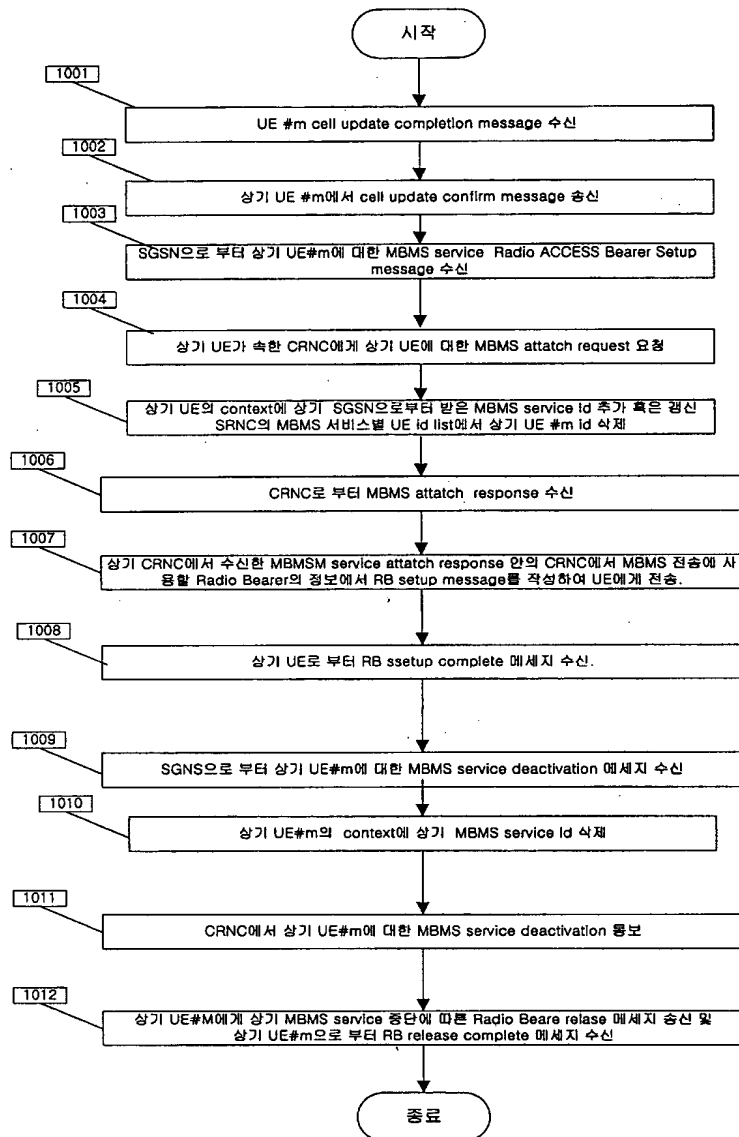 시작
1001
UE #m cell update completion message 수신
1002
상기 UE #m에서 cell update confirm message 송신
1003
SGSN으로 부터 상기 UE#m에 대한 MBMS service Radio ACCESS Bearer Setup
message 수신
1004
상기 UE가 속한 CRNC에게 상기 UE에 대한 MBMS attatch request 요청
1005
상기 UE의 context에 상기 SGSN으로부터 받은 MBMS service id 추가 혹은 갱신
SRNC의 MBMS 서비스별 UE id list에서 상기 UE #m id 삭제
1006
CRNC로 부터 MBMS attatch response 수신
1007
상기 CRNC에서 수신한 MBMSM service attatch response 안의 CRNC에서 MBMS 전송에 사
용할 Radio Bearer의 정보에서 RB setup message를 작성하여 UE에게 전송.
1008
상기 UE로 부터 RB ssetup complete 메세지 수신.
1009
SGNS으로 부터 상기 UE#m에 대한 MBMS service deactivation 메세지 수신
1010
상기 UE#m의 context에 상기 MBMS service id 삭제
1011
CRNC에서 상기 UE#m에 대한 MBMS service deactivation 통보
1012
상기 UE#M에게 상기 MBMS service 중단에 따른 Radio Beare relase 메세지 송신 및
상기 UE#m으로 부터 RB release complete 메세지 수신
종료